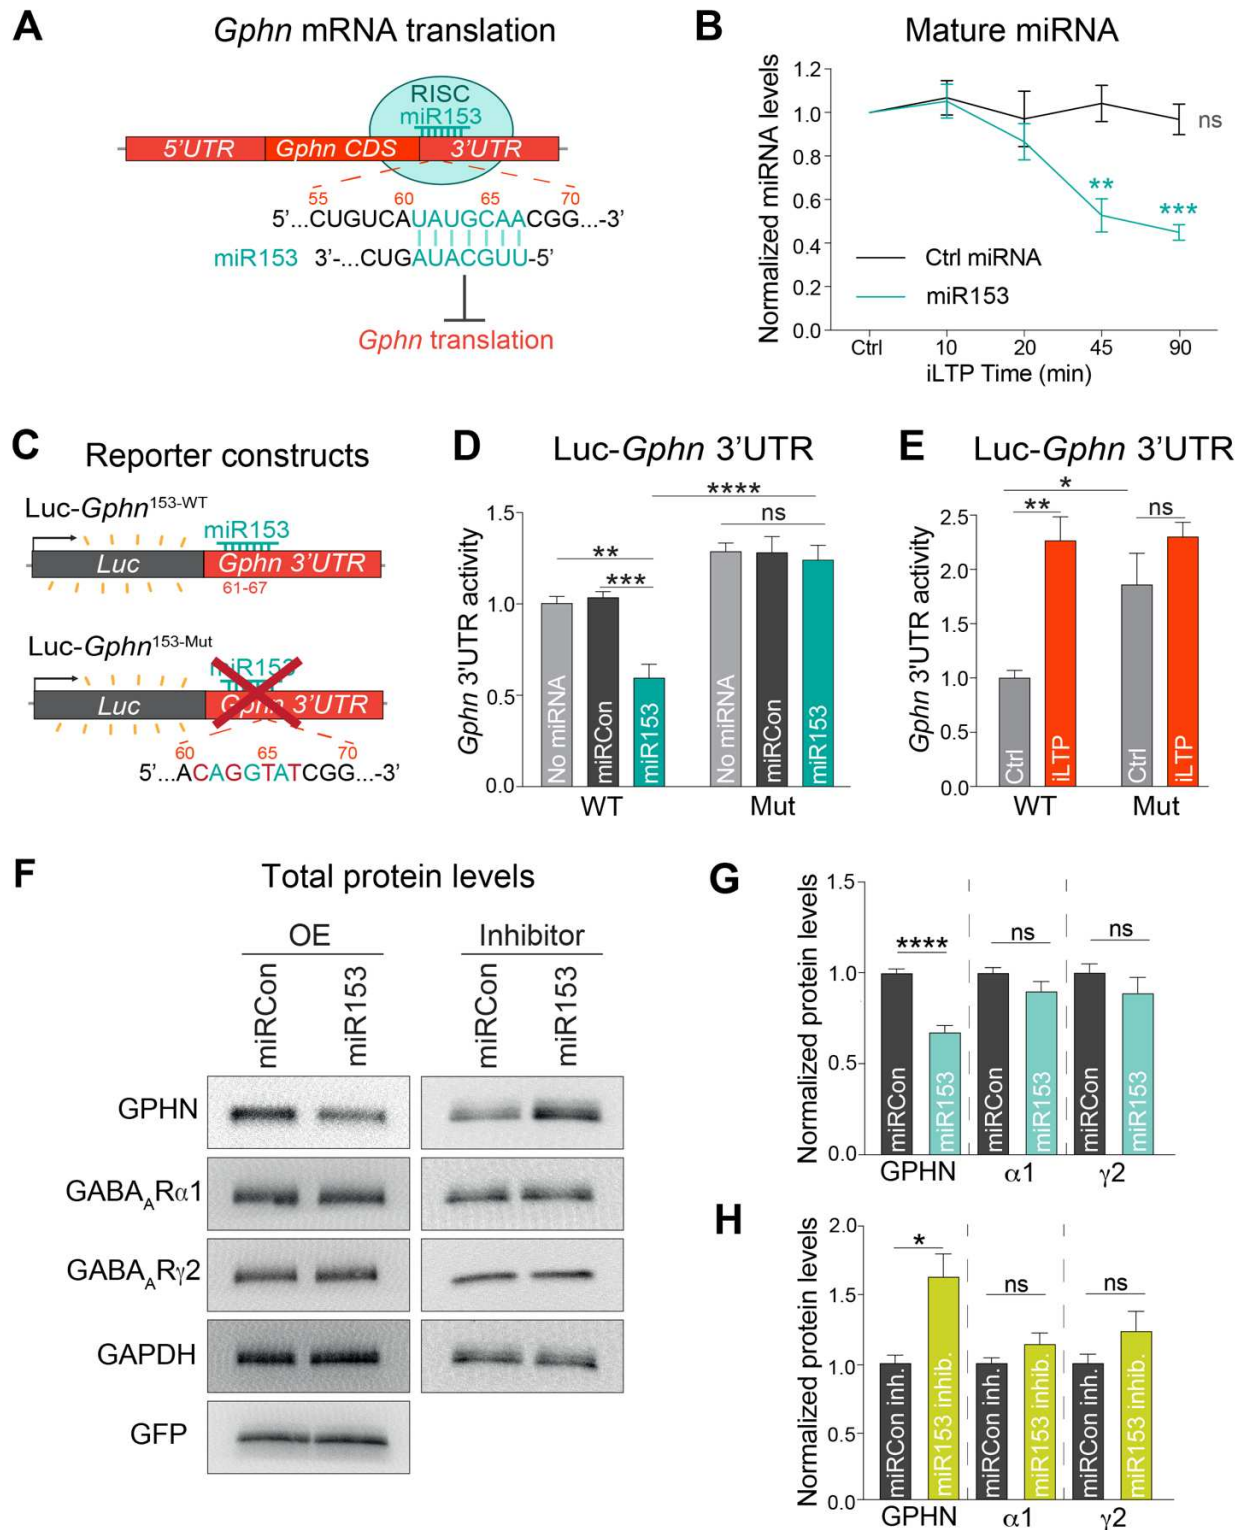 A
Gphn mRNA translation
RISC
miR153
5’UTR Gphn CDS 3’UTR
55 60 65 70
5’...CUGUCAUAUGCAACGG...-3’
miR153 3’-...CUGAUACGUU-5’
Gphn translation
B
Mature miRNA
Normalized miRNA levels
1.2
1.0
0.8
0.6
0.4
0.2
0.0
ns
**
***
Ctrl miRNA
miR153
Ctrl 10 20 45 90
iLTP Time (min)
C
Reporter constructs
Luc-Gphn153-WT
miR153
Luc Gphn 3’UTR
61-67
Luc-Gphn153-Mut
miR153
Luc Gphn 3’UTR
60 65 70
5’...ACAGGTATCGG...-3’
D
Luc-Gphn 3’UTR
Gphn 3’UTR activity
1.5
1.0
0.5
0.0
****
ns
**
***
No miRNA
miRCon
miR153
No miRNA
miRCon
miR153
WT Mut
E
Luc-Gphn 3’UTR
Gphn 3’UTR activity
2.5
2.0
1.5
1.0
0.5
0.0
*
**
ns
Ctrl
iLTP
Ctrl
iLTP
WT Mut
F
Total protein levels
OE Inhibitor
miRCon
miR153
miRCon
miR153
GPHN
GABAARα1
GABAARγ2
GAPDH
GFP
G
Normalized protein levels
1.5
1.0
0.5
0.0
****
ns
ns
miRCon
miR153
miRCon
miR153
miRCon
miR153
GPHN α1 γ2
H
Normalized protein levels
2.0
1.5
1.0
0.5
0.0
*
ns
ns
miRCon inh.
miR153 inhib.
miRCon inh.
miR153 inhib.
miRCon inh.
miR153 inhib.
GPHN α1 γ2